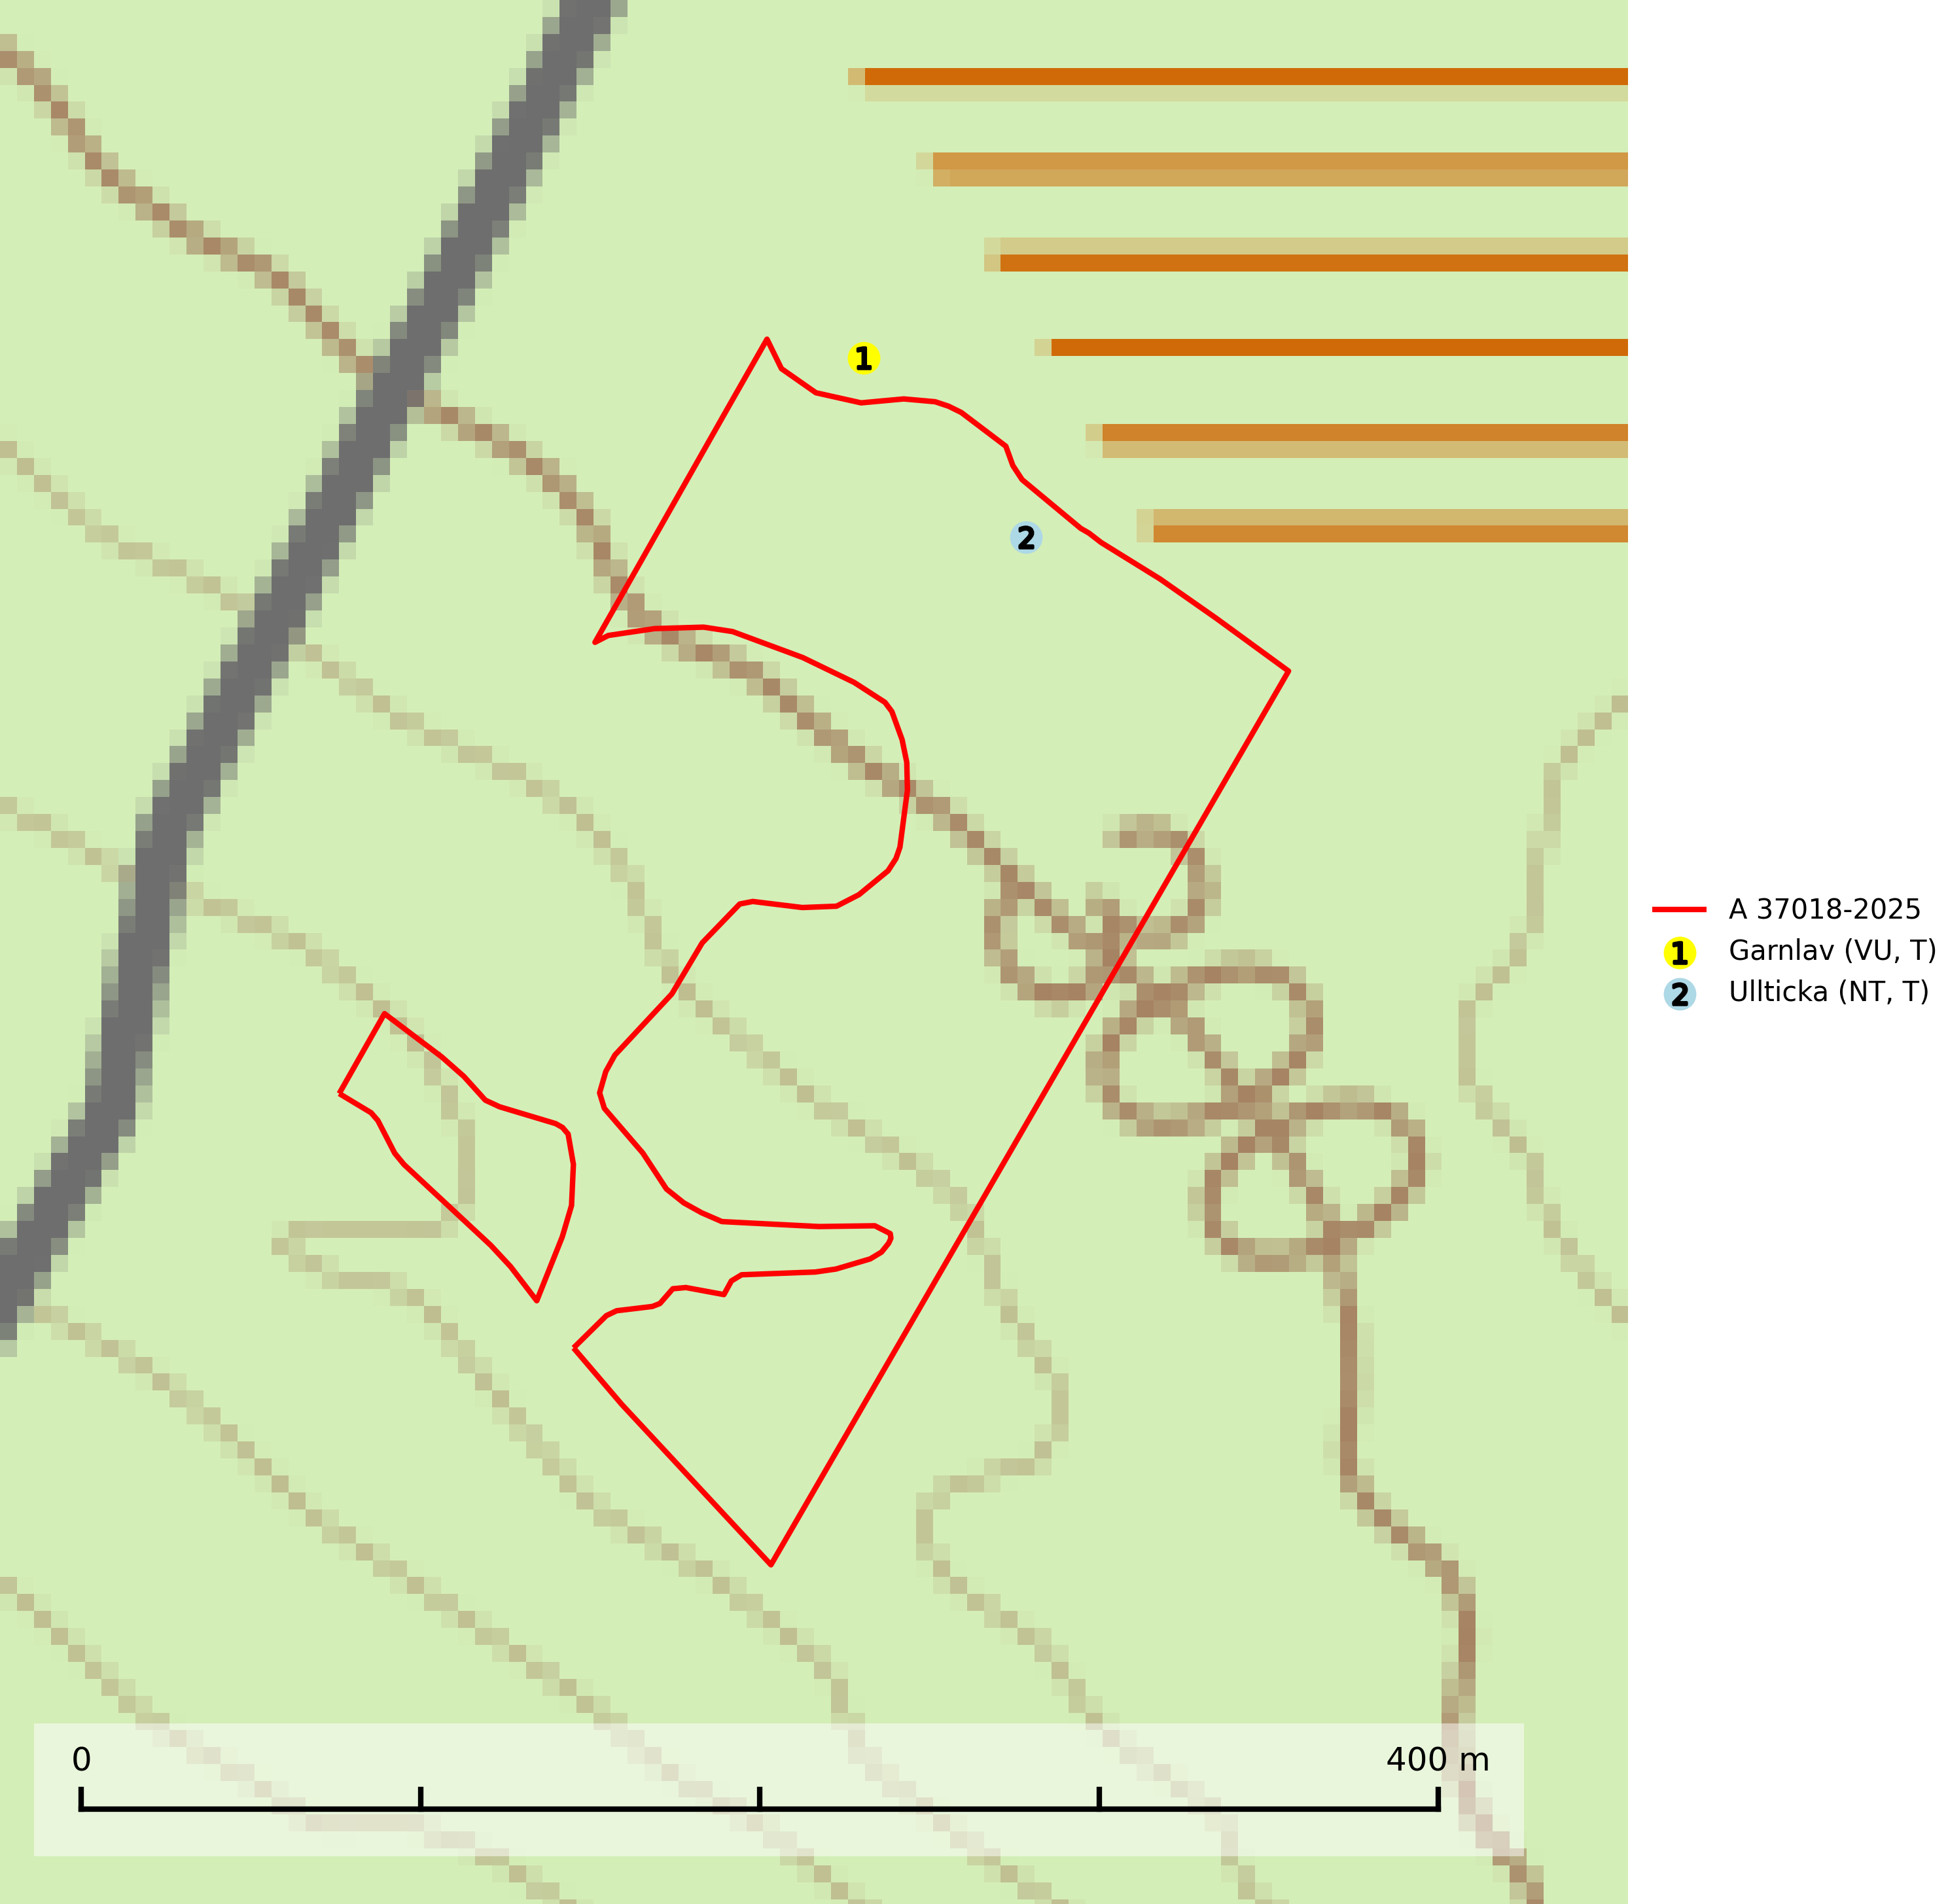 1
2
A 37018-2025
1 Garnlav (VU, T)
2 Ullticka (NT, T)
0 400 m